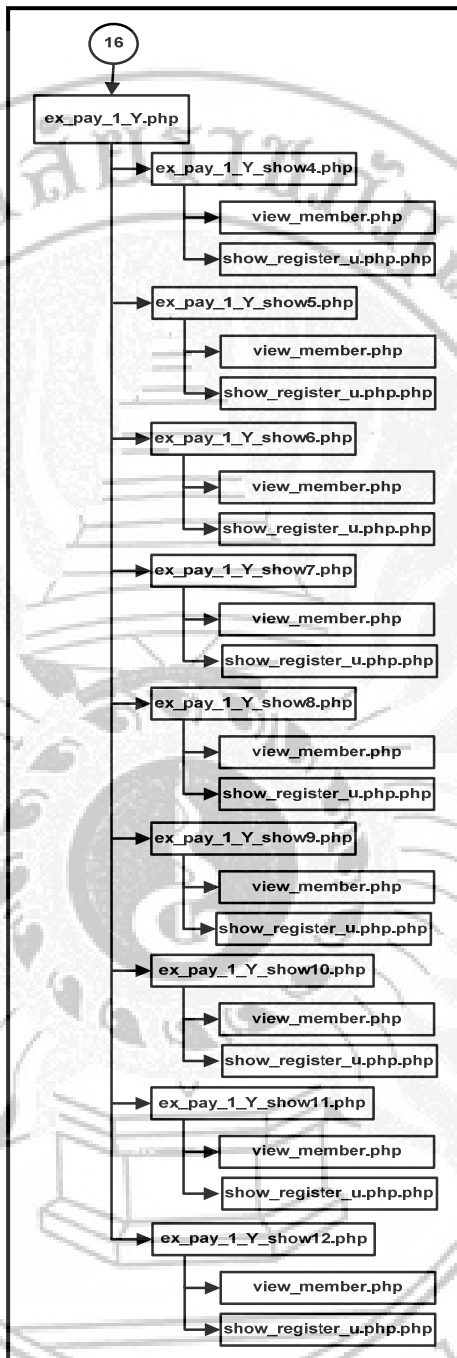 16
ex_pay_1_Y.php
ex_pay_1_Y_show4.php
view_member.php
show_register_u.php.php
ex_pay_1_Y_show5.php
view_member.php
show_register_u.php.php
ex_pay_1_Y_show6.php
view_member.php
show_register_u.php.php
ex_pay_1_Y_show7.php
view_member.php
show_register_u.php.php
ex_pay_1_Y_show8.php
view_member.php
show_register_u.php.php
ex_pay_1_Y_show9.php
view_member.php
show_register_u.php.php
ex_pay_1_Y_show10.php
view_member.php
show_register_u.php.php
ex_pay_1_Y_show11.php
view_member.php
show_register_u.php.php
ex_pay_1_Y_show12.php
view_member.php
show_register_u.php.php